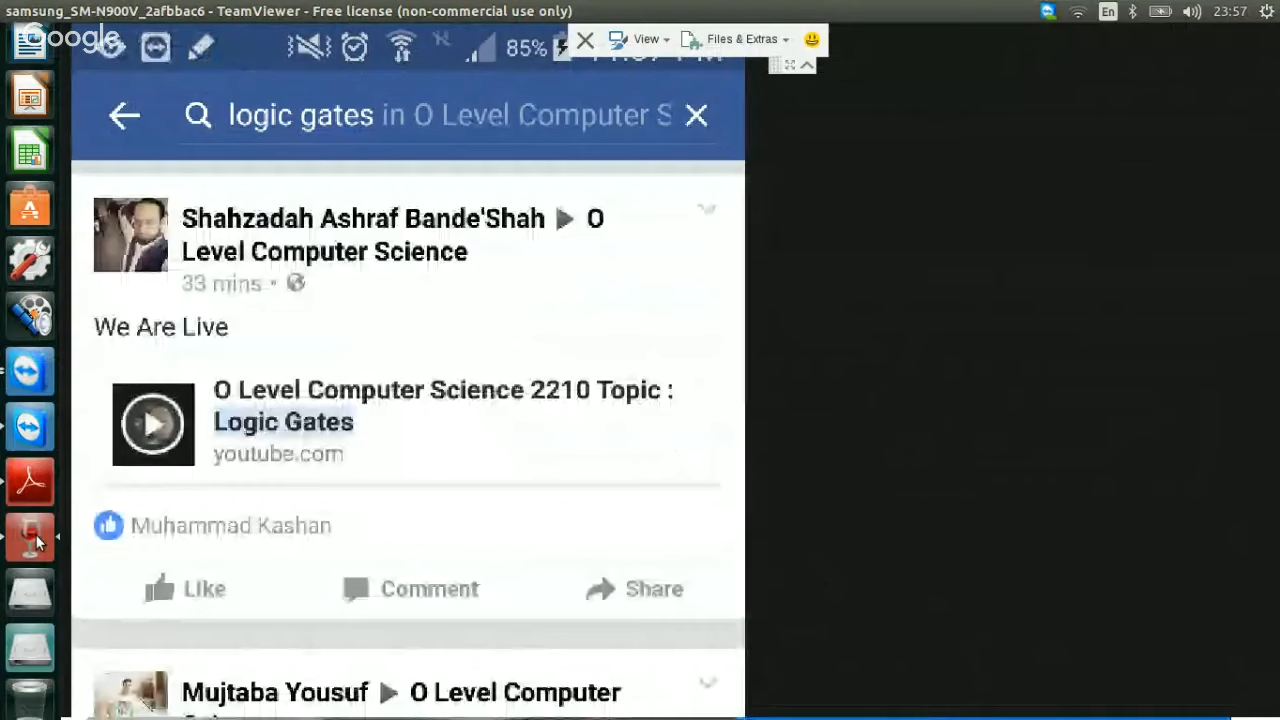 samsung_SM-N900V_2afbbac6 - TeamViewer - Free license (non-commercial use only)
En
23:57
Google
85%
View
Files & Extras
logic gates in O Level Computer S
Shahzadah Ashraf Bande'Shah ▶ O
Level Computer Science
33 mins •
We Are Live
O Level Computer Science 2210 Topic :
Logic Gates
youtube.com
Muhammad Kashan
Like
Comment
Share
Mujtaba Yousuf ▶ O Level Computer